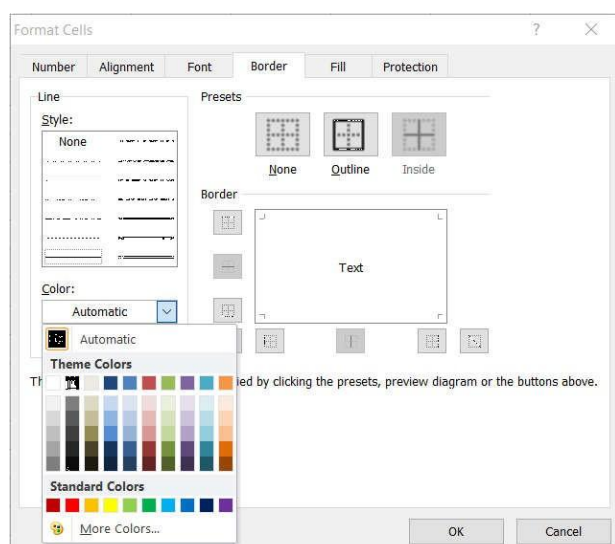 Format Cells ?
Number Alignment Font Border Fill Protection
Line
Style:
None
Presets
None Outline Inside
Border
Text
Color:
Automatic
Automatic
Theme Colors
Th ied by clicking the presets, preview diagram or the buttons above.
Standard Colors
More Colors...
OK Cancel